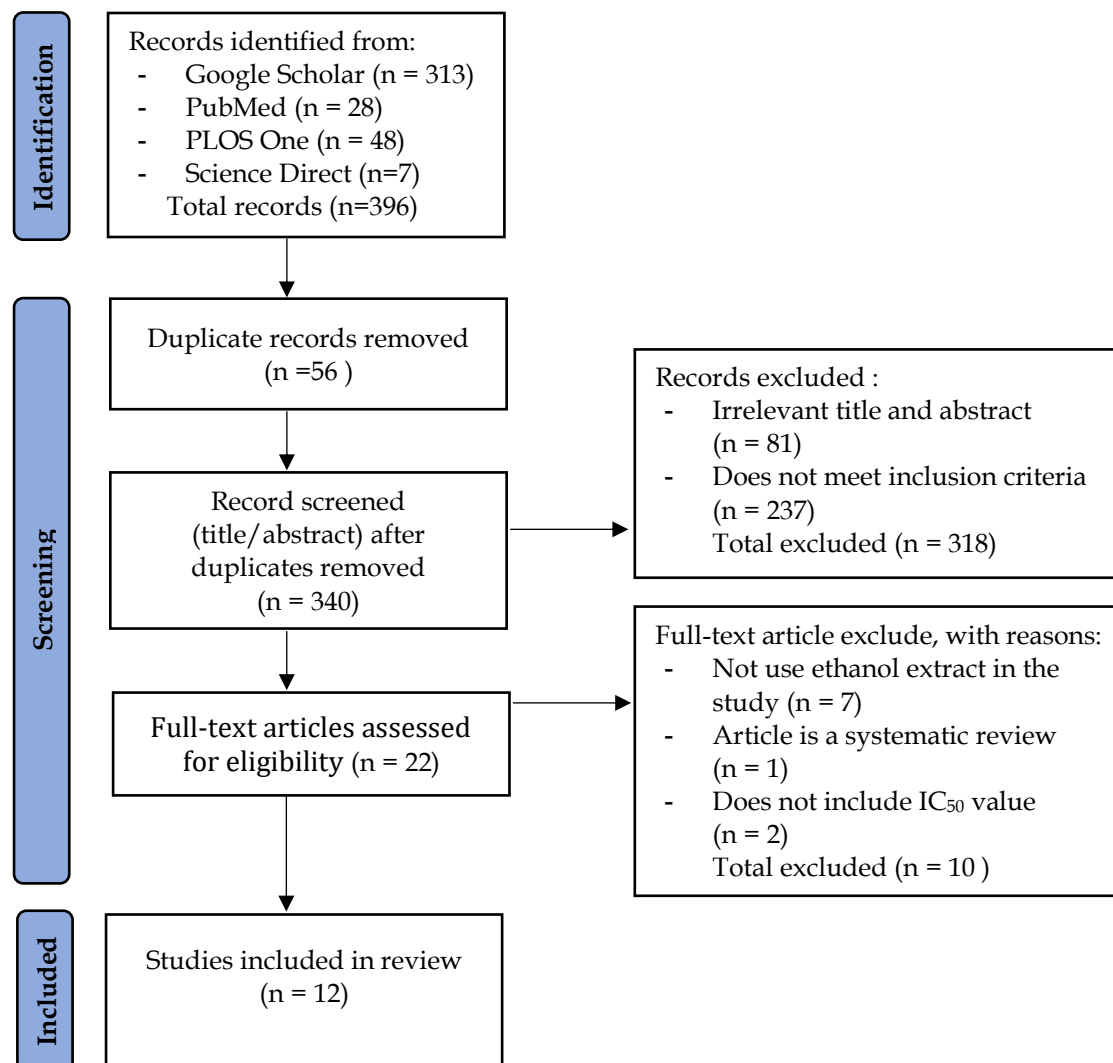 Identification
Records identified from:
- Google Scholar (n = 313)
- PubMed (n = 28)
- PLOS One (n = 48)
- Science Direct (n=7)
Total records (n=396)
Screening
Duplicate records removed
(n =56 )
Record screened
(title/abstract) after
duplicates removed
(n = 340)
Records excluded :
- Irrelevant title and abstract
(n = 81)
- Does not meet inclusion criteria
(n = 237)
Total excluded (n = 318)
Full-text articles assessed
for eligibility (n = 22)
Full-text article exclude, with reasons:
- Not use ethanol extract in the
study (n = 7)
- Article is a systematic review
(n = 1)
- Does not include IC₅₀ value
(n = 2)
Total excluded (n = 10 )
Included
Studies included in review
(n = 12)